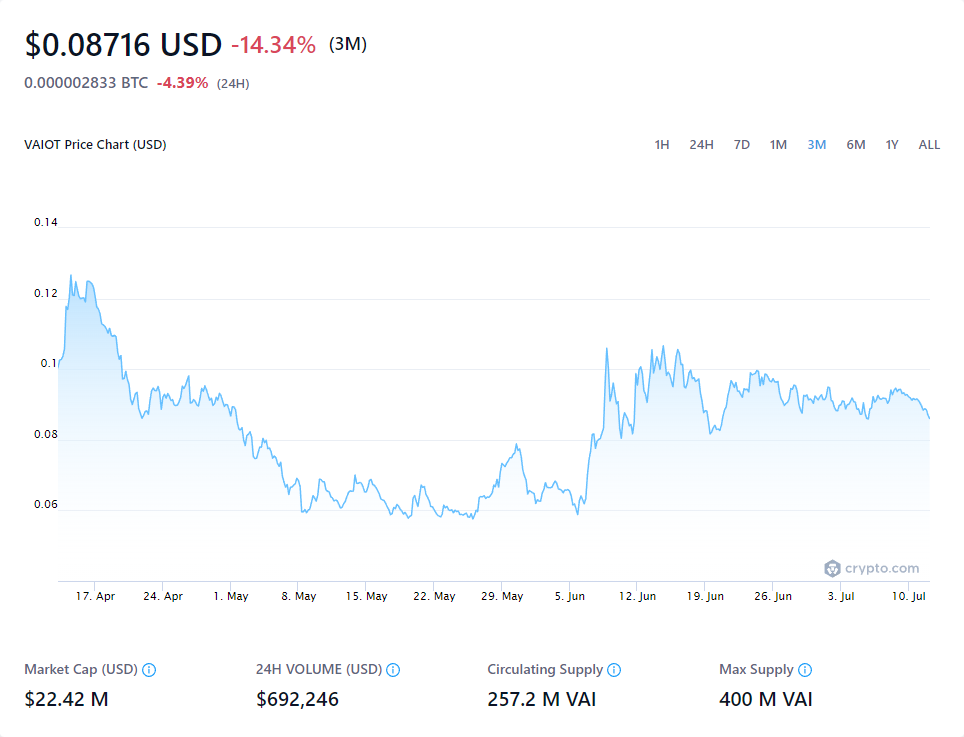 $0.08716 USD -14.34% (3M)
0.000002833 BTC -4.39% (24H)
VAIOT Price Chart (USD)
1H 24H 7D 1M 3M 6M 1Y ALL
0.14
0.12
0.1
0.08
0.06
crypto.com
17. Apr 24. Apr 1. May 8. May 15. May 22. May 29. May 5. Jun 12. Jun 19. Jun 26. Jun 3. Jul 10. Jul
Market Cap (USD) 24H VOLUME (USD) Circulating Supply Max Supply
$22.42 M $692,246 257.2 M VAI 400 M VAI